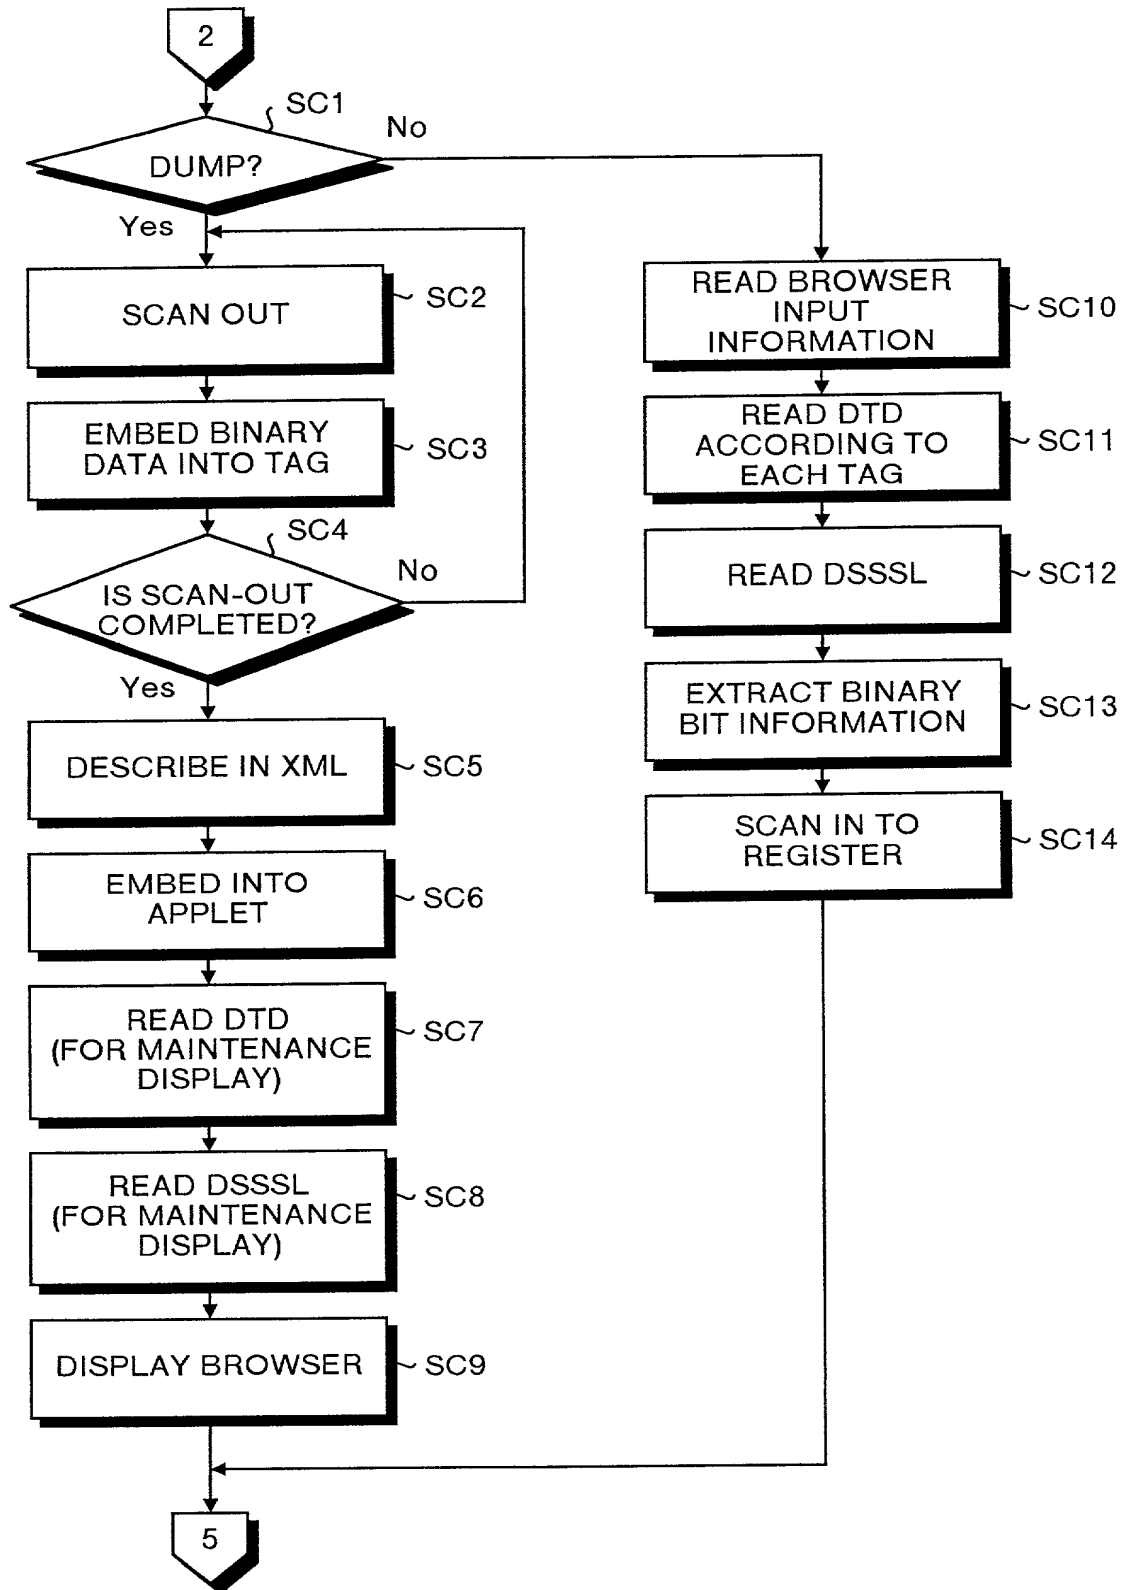 2
SC1
DUMP?
No
Yes
SCAN OUT
SC2
EMBED BINARY
DATA INTO TAG
SC3
SC4
IS SCAN-OUT
COMPLETED?
No
Yes
DESCRIBE IN XML
SC5
EMBED INTO
APPLET
SC6
READ DTD
(FOR MAINTENANCE
DISPLAY)
SC7
READ DSSSL
(FOR MAINTENANCE
DISPLAY)
SC8
DISPLAY BROWSER
SC9
READ BROWSER
INPUT
INFORMATION
SC10
READ DTD
ACCORDING TO
EACH TAG
SC11
READ DSSSL
SC12
EXTRACT BINARY
BIT INFORMATION
SC13
SCAN IN TO
REGISTER
SC14
5